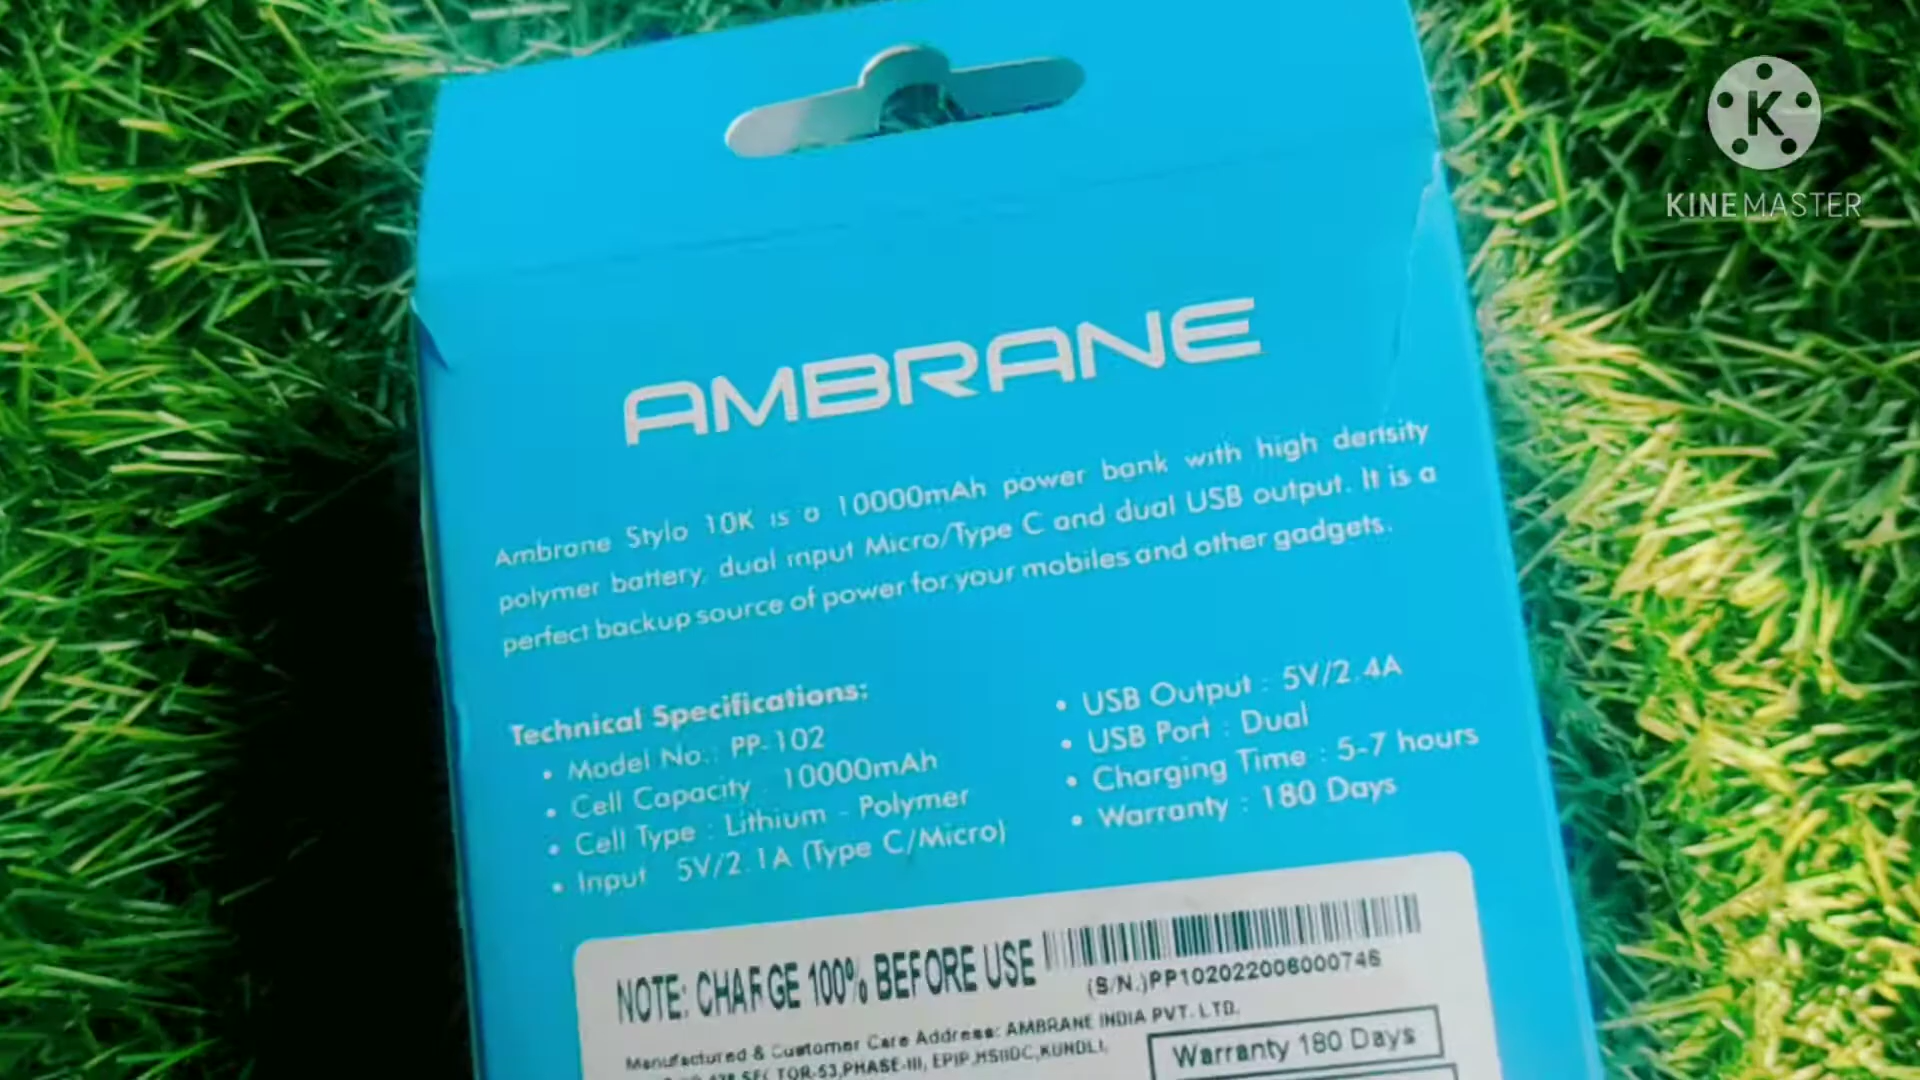 K
KINEMASTER
AMBRANE
Ambrane Stylo 10K is a 10000mAh power bank with high density
polymer battery, dual input Micro/Type C and dual USB output. It is a
perfect backup source of power for your mobiles and other gadgets.
Technical Specifications:
• Model No.: PP-102
• Cell Capacity : 10000mAh
• Cell Type : Lithium - Polymer
• Input 5V/2.1A (Type C/Micro)
• USB Output : 5V/2.4A
• USB Port : Dual
• Charging Time : 5-7 hours
• Warranty : 180 Days
NOTE: CHARGE 100% BEFORE USE
(S/N.)PP102022006000746
Manufactured & Customer Care Address: AMBRANE INDIA PVT. LTD.
SECTOR-53,PHASE-III, EPIP,HSIIDC,KUNDLI,
Warranty 180 Days